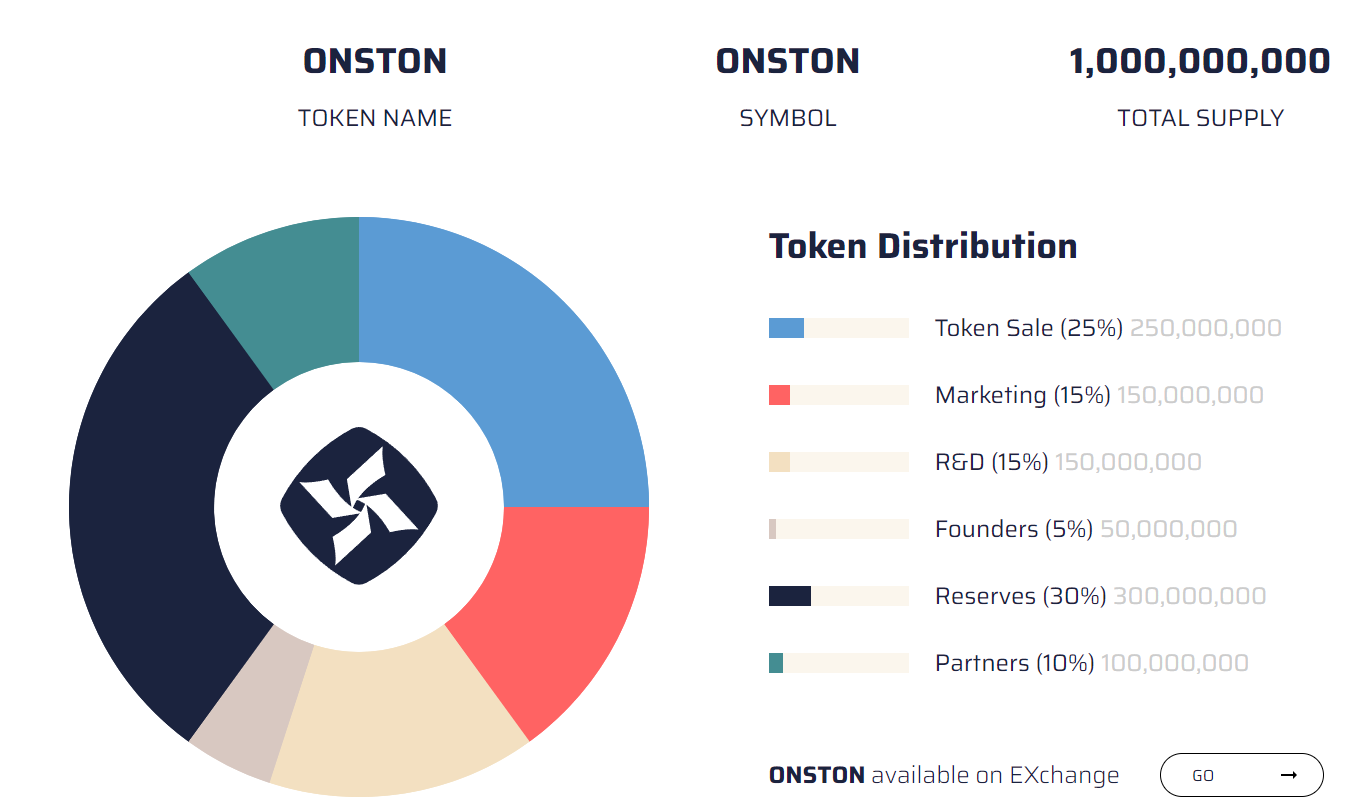 ONSTON ONSTON 1,000,000,000
TOKEN NAME SYMBOL TOTAL SUPPLY
Token Distribution
Token Sale (25%) 250,000,000
Marketing (15%) 150,000,000
R&D (15%) 150,000,000
Founders (5%) 50,000,000
Reserves (30%) 300,000,000
Partners (10%) 100,000,000
ONSTON available on EXchange GO